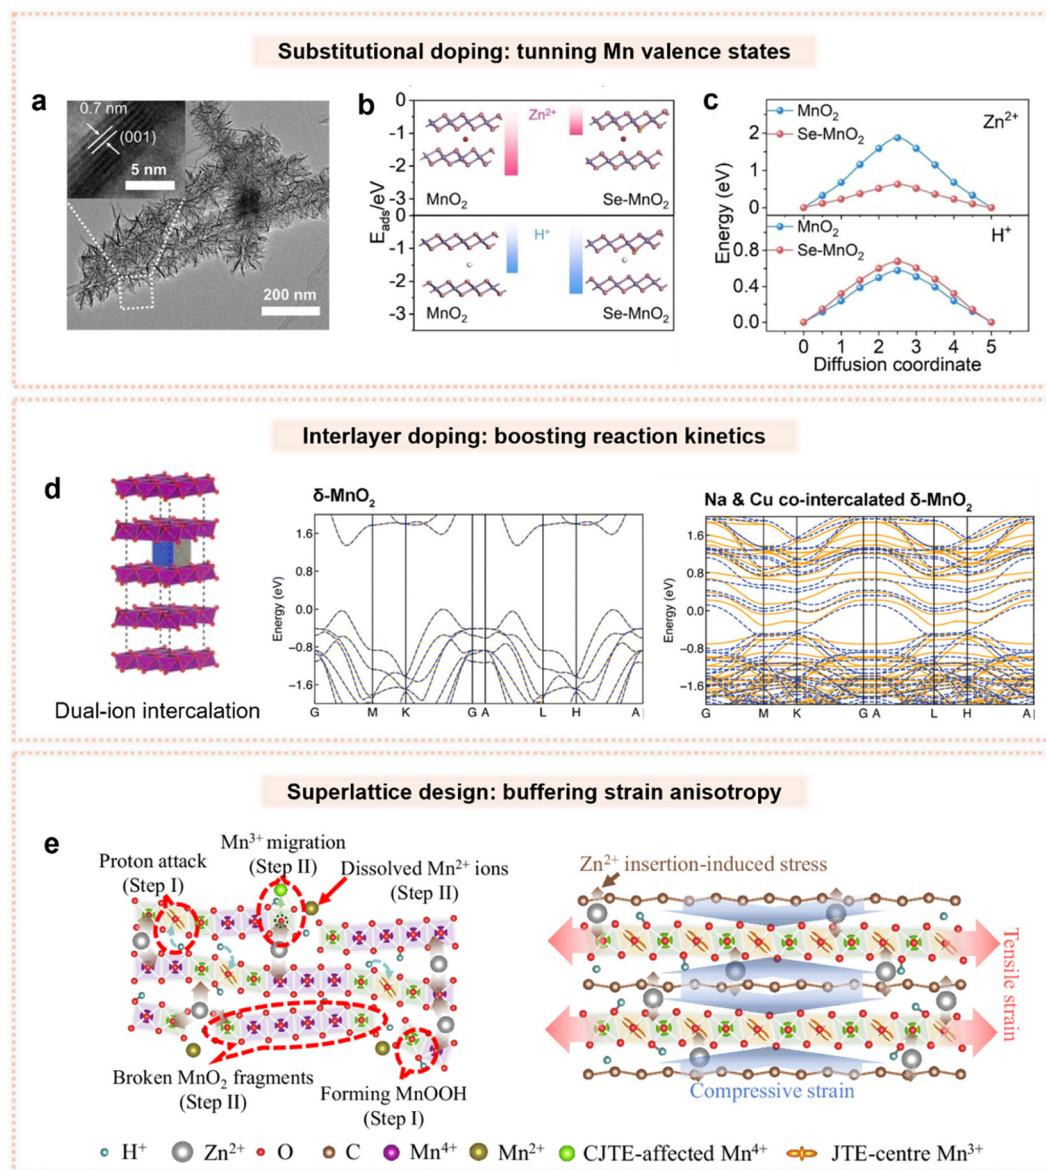 Substitutional doping: tunning Mn valence states
a
0.7 nm
(001)
5 nm
200 nm
b
0
-1
-2
-3
0
-1
-2
-3
E_ads/eV
Zn²⁺
MnO₂
Se-MnO₂
H⁺
MnO₂
Se-MnO₂
c
MnO₂
Se-MnO₂
Zn²⁺
2
1
0
MnO₂
Se-MnO₂
H⁺
0.8
0.4
0.0
Energy (eV)
0 1 2 3 4 5
Diffusion coordinate
Interlayer doping: boosting reaction kinetics
d
Dual-ion intercalation
δ-MnO₂
Energy (eV)
1.6
0.8
0.0
−0.8
−1.6
G M K G A L H A
Na & Cu co-intercalated δ-MnO₂
Energy (eV)
1.6
0.8
0.0
−0.8
−1.6
G M K G A L H A
Superlattice design: buffering strain anisotropy
e
Proton attack
(Step I)
Mn³⁺ migration
(Step II)
Dissolved Mn²⁺ ions
(Step II)
Broken MnO₂ fragments
(Step II)
Forming MnOOH
(Step I)
Zn²⁺ insertion-induced stress
Tensile strain
Compressive strain
H⁺ Zn²⁺ O C Mn⁴⁺ Mn²⁺ CJTE-affected Mn⁴⁺ JTE-centre Mn³⁺